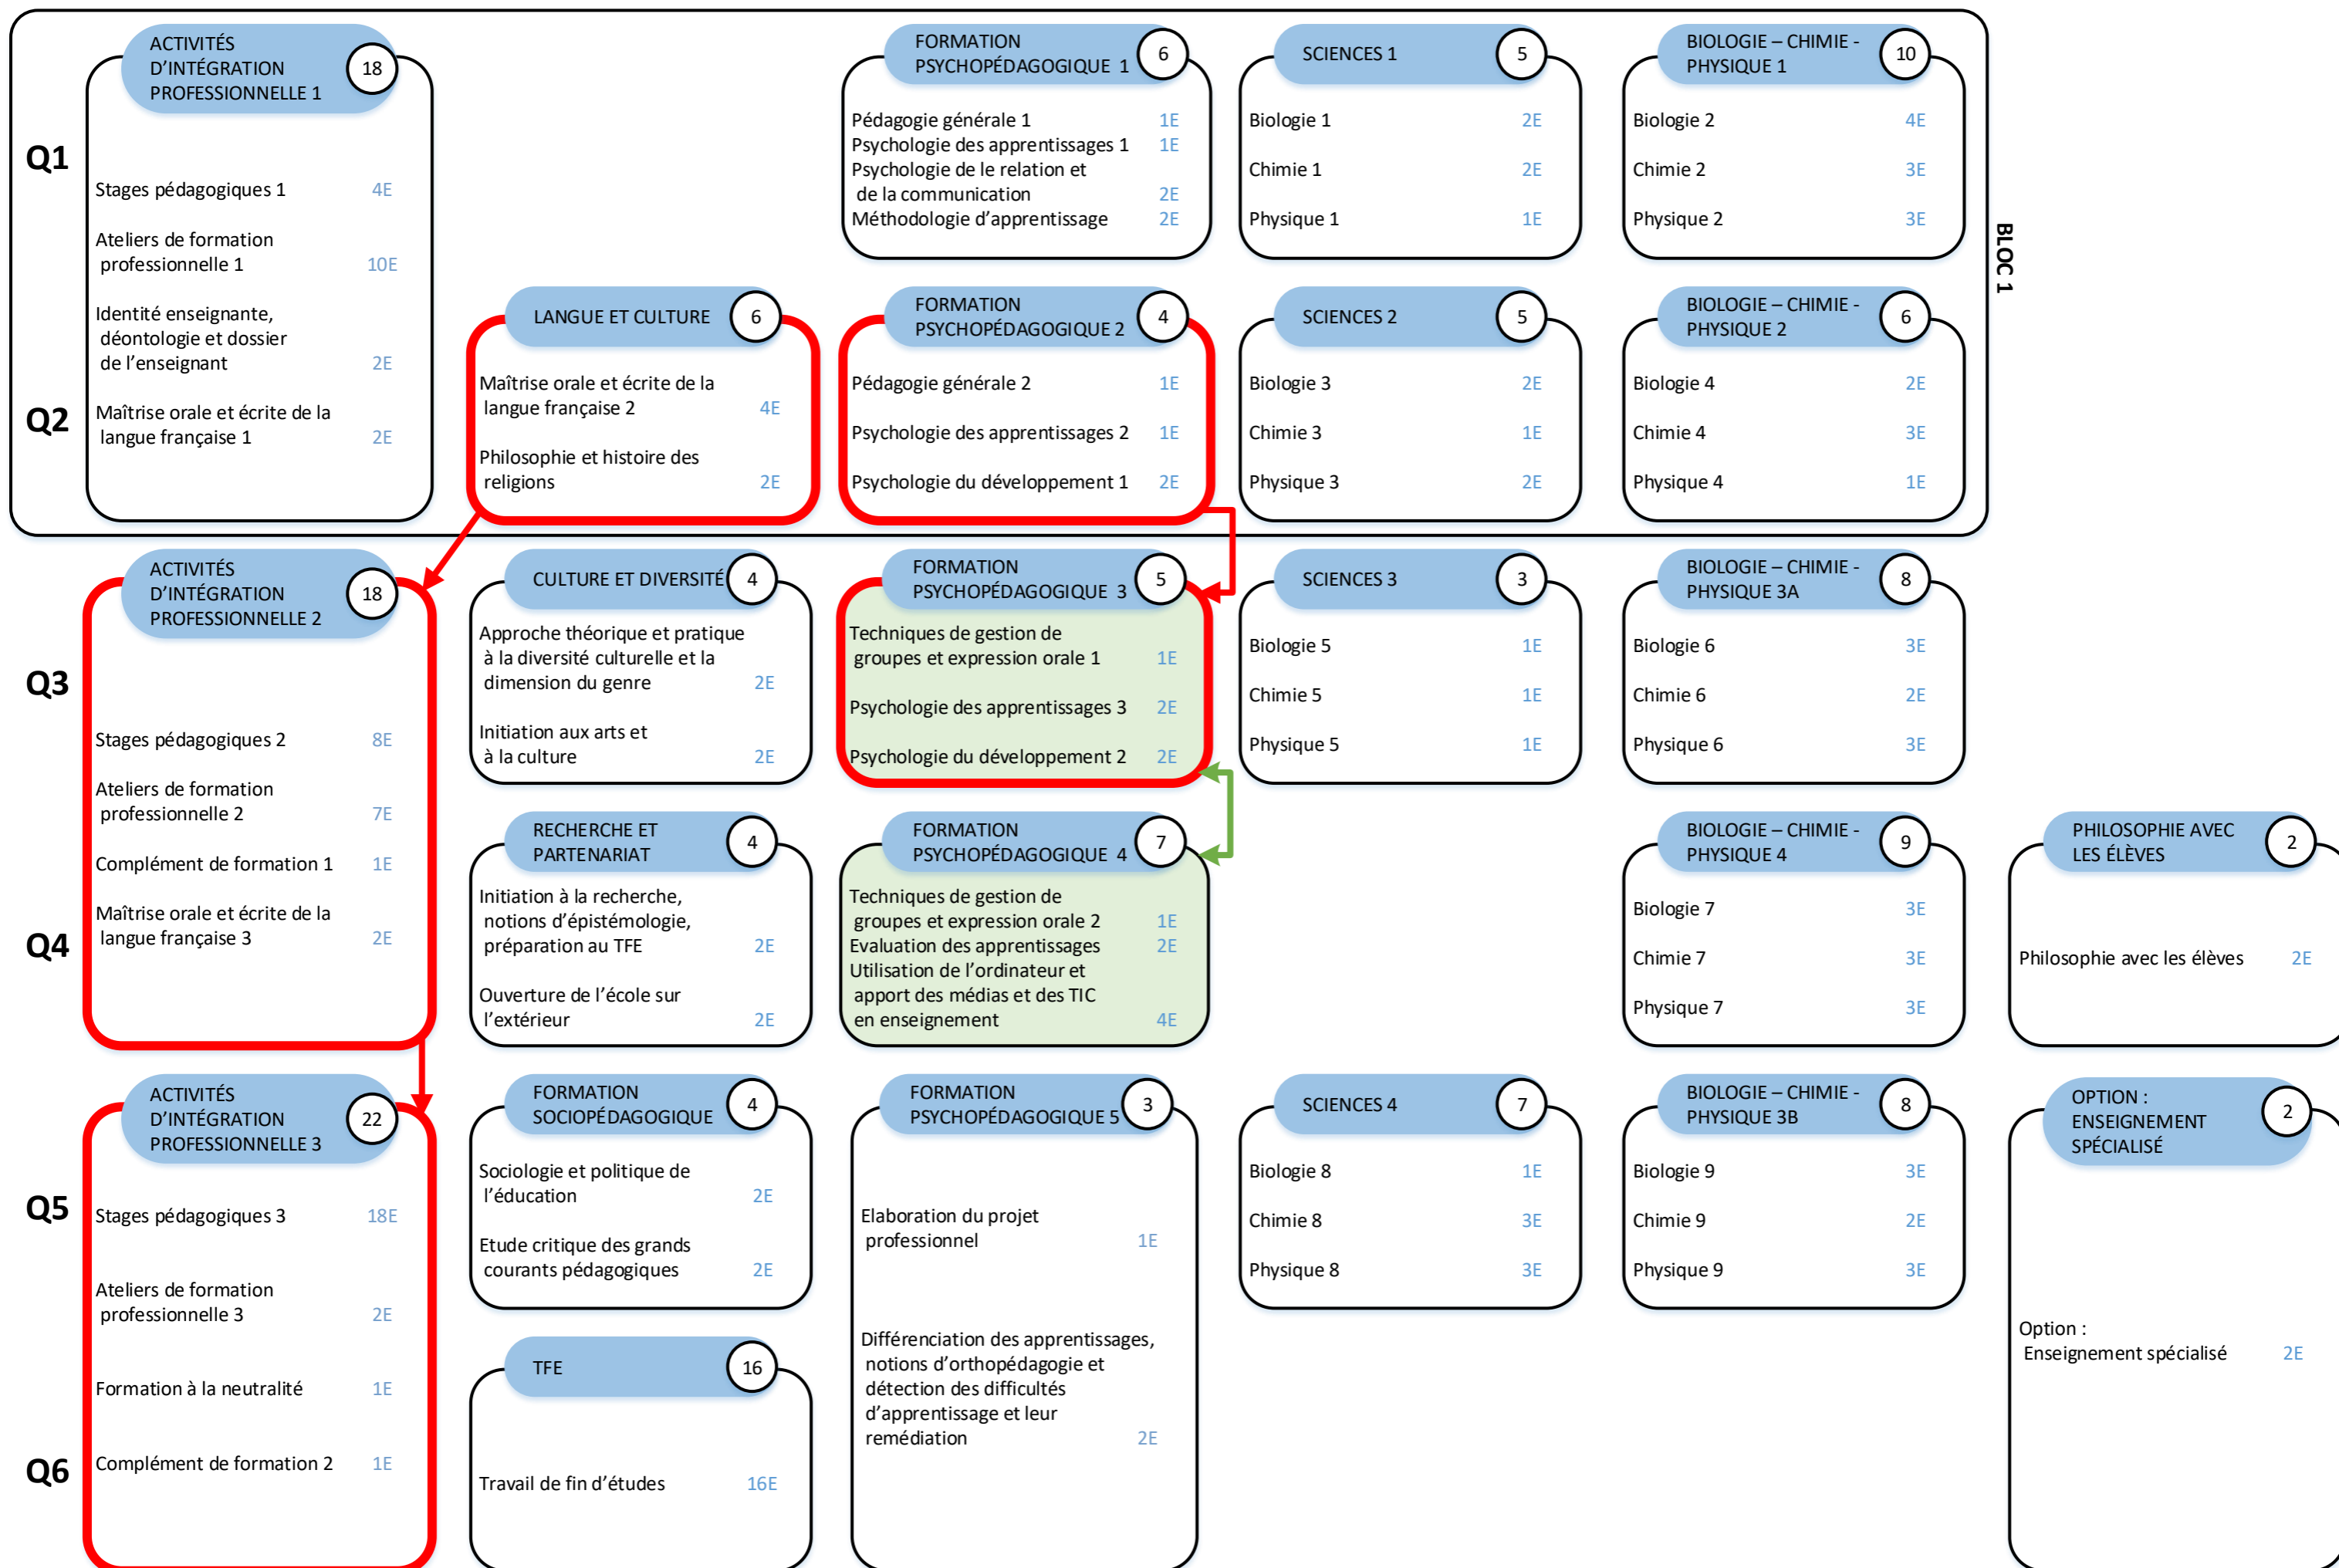 ACTIVITÉS
D'INTÉGRATION
PROFESSIONNELLE 1
18
Stages pédagogiques 1 4E
Ateliers de formation
professionnelle 1 10E
Identité enseignante,
déontologie et dossier
de l'enseignant 2E
Maîtrise orale et écrite de la
langue française 1 2E
FORMATION
PSYCHOPÉDAGOGIQUE 1
6
Pédagogie générale 1 1E
Psychologie des apprentissages 1 1E
Psychologie de le relation et
de la communication 2E
Méthodologie d'apprentissage 2E
SCIENCES 1
5
Biologie 1 2E
Chimie 1 2E
Physique 1 1E
BIOLOGIE – CHIMIE -
PHYSIQUE 1
10
Biologie 2 4E
Chimie 2 3E
Physique 2 3E
Q1
BLOC 1
LANGUE ET CULTURE
6
Maîtrise orale et écrite de la
langue française 2 4E
Philosophie et histoire des
religions 2E
FORMATION
PSYCHOPÉDAGOGIQUE 2
4
Pédagogie générale 2 1E
Psychologie des apprentissages 2 1E
Psychologie du développement 1 2E
SCIENCES 2
5
Biologie 3 2E
Chimie 3 1E
Physique 3 2E
BIOLOGIE – CHIMIE -
PHYSIQUE 2
6
Biologie 4 2E
Chimie 4 3E
Physique 4 1E
Q2
ACTIVITÉS
D'INTÉGRATION
PROFESSIONNELLE 2
18
Stages pédagogiques 2 8E
Ateliers de formation
professionnelle 2 7E
Complément de formation 1 1E
Maîtrise orale et écrite de la
langue française 3 2E
CULTURE ET DIVERSITÉ
4
Approche théorique et pratique
à la diversité culturelle et la
dimension du genre 2E
Initiation aux arts et
à la culture 2E
FORMATION
PSYCHOPÉDAGOGIQUE 3
5
Techniques de gestion de
groupes et expression orale 1 1E
Psychologie des apprentissages 3 2E
Psychologie du développement 2 2E
SCIENCES 3
3
Biologie 5 1E
Chimie 5 1E
Physique 5 1E
BIOLOGIE – CHIMIE -
PHYSIQUE 3A
8
Biologie 6 3E
Chimie 6 2E
Physique 6 3E
Q3
RECHERCHE ET
PARTENARIAT
4
Initiation à la recherche,
notions d'épistémologie,
préparation au TFE 2E
Ouverture de l'école sur
l'extérieur 2E
FORMATION
PSYCHOPÉDAGOGIQUE 4
7
Techniques de gestion de
groupes et expression orale 2 1E
Evaluation des apprentissages 2E
Utilisation de l'ordinateur et
apport des médias et des TIC
en enseignement 4E
BIOLOGIE – CHIMIE -
PHYSIQUE 4
9
Biologie 7 3E
Chimie 7 3E
Physique 7 3E
PHILOSOPHIE AVEC
LES ÉLÈVES
2
Philosophie avec les élèves 2E
Q4
ACTIVITÉS
D'INTÉGRATION
PROFESSIONNELLE 3
22
Stages pédagogiques 3 18E
Ateliers de formation
professionnelle 3 2E
Formation à la neutralité 1E
Complément de formation 2 1E
FORMATION
SOCIOPÉDAGOGIQUE
4
Sociologie et politique de
l'éducation 2E
Etude critique des grands
courants pédagogiques 2E
FORMATION
PSYCHOPÉDAGOGIQUE 5
3
Elaboration du projet
professionnel 1E
Différenciation des apprentissages,
notions d'orthopédagogie et
détection des difficultés
d'apprentissage et leur
remédiation 2E
SCIENCES 4
7
Biologie 8 1E
Chimie 8 3E
Physique 8 3E
BIOLOGIE – CHIMIE -
PHYSIQUE 3B
8
Biologie 9 3E
Chimie 9 2E
Physique 9 3E
OPTION :
ENSEIGNEMENT
SPÉCIALISÉ
2
Option :
Enseignement spécialisé 2E
Q5
TFE
16
Travail de fin d'études 16E
Q6